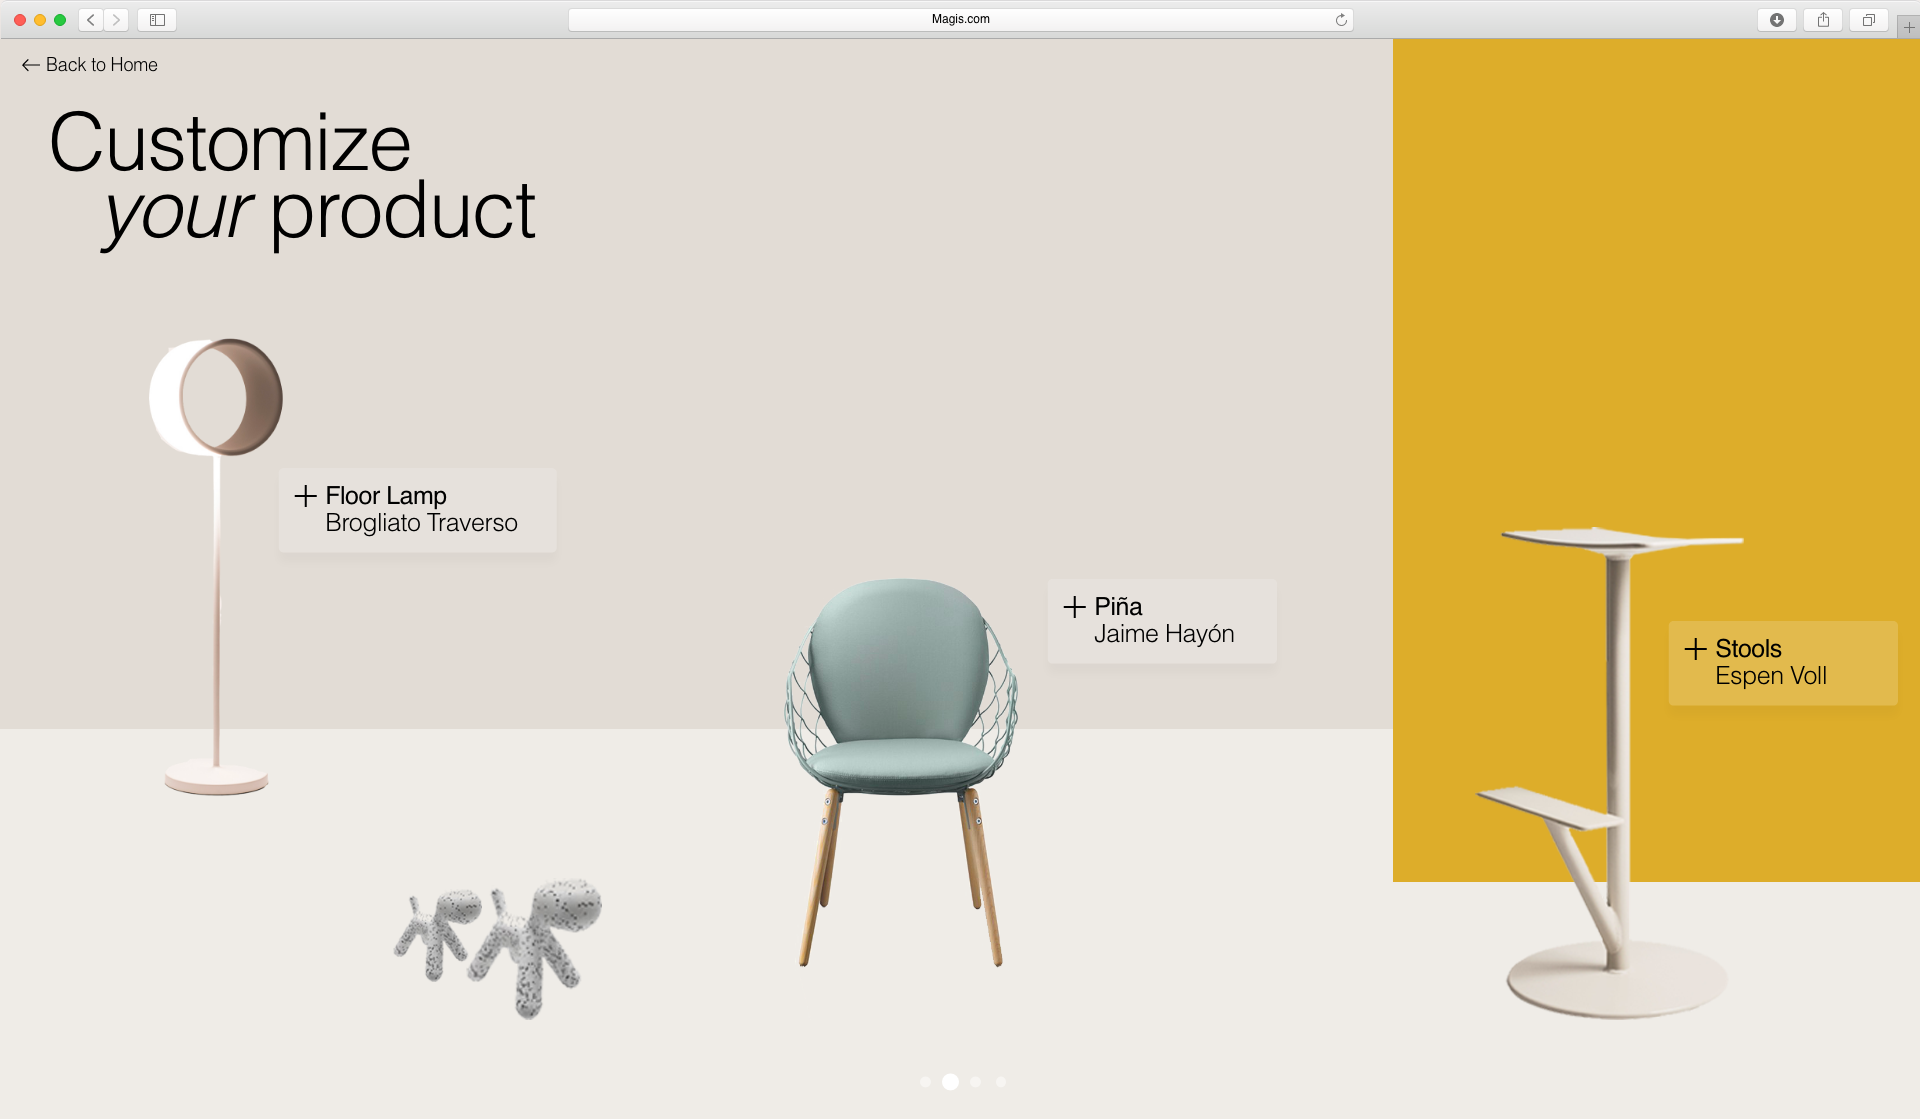 Magis.com
Back to Home
Customize
your product
Floor Lamp
Brogliato Traverso
Piña
Jaime Hayón
Stools
Espen Voll